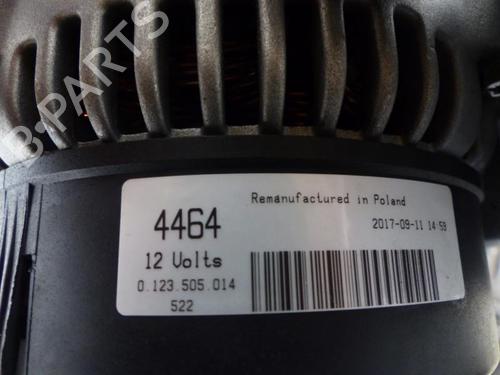 B-PARTS
Remanufactured in Poland
4464
2017-09-11 14:59
12 Volts
0.123.505.014
522